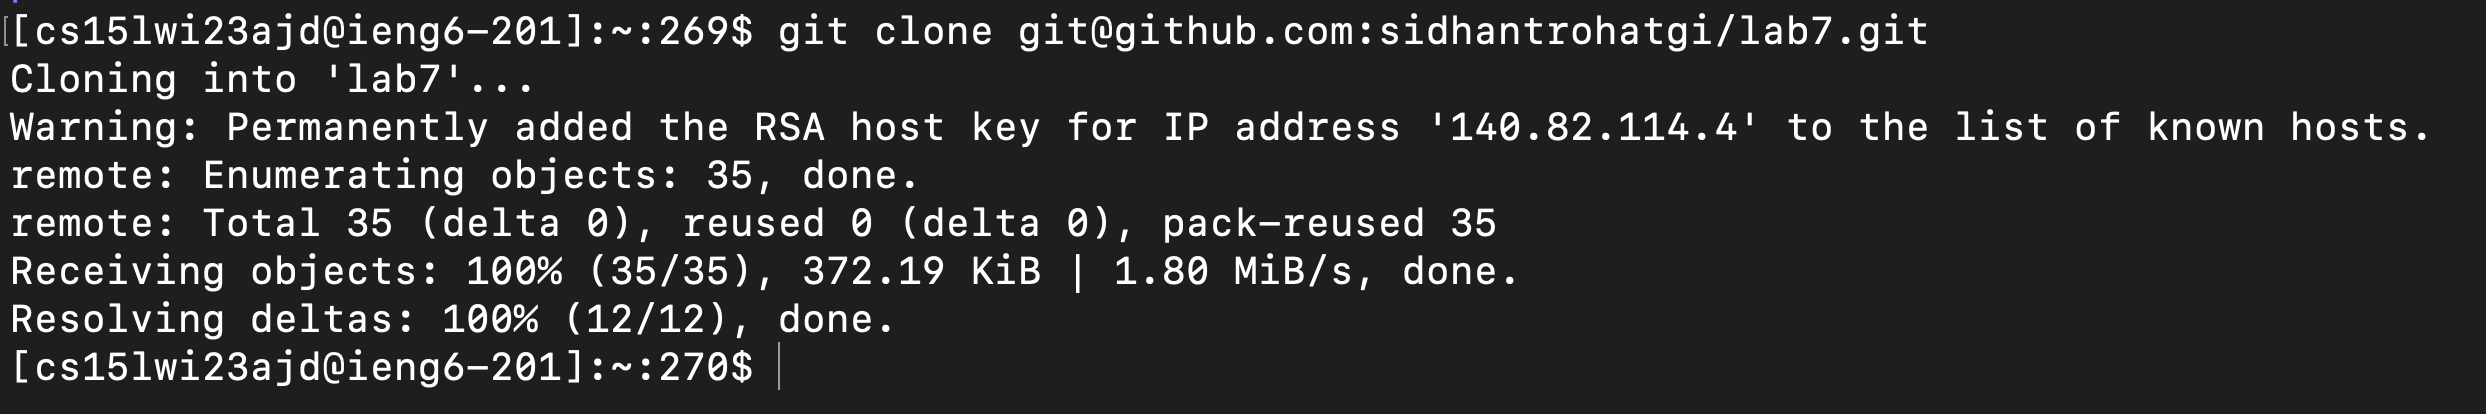 [cs15lwi23ajd@ieng6-201]:~:269$ git clone git@github.com:sidhantrohatgi/lab7.git
Cloning into 'lab7'...
Warning: Permanently added the RSA host key for IP address '140.82.114.4' to the list of known hosts.
remote: Enumerating objects: 35, done.
remote: Total 35 (delta 0), reused 0 (delta 0), pack-reused 35
Receiving objects: 100% (35/35), 372.19 KiB | 1.80 MiB/s, done.
Resolving deltas: 100% (12/12), done.
[cs15lwi23ajd@ieng6-201]:~:270$